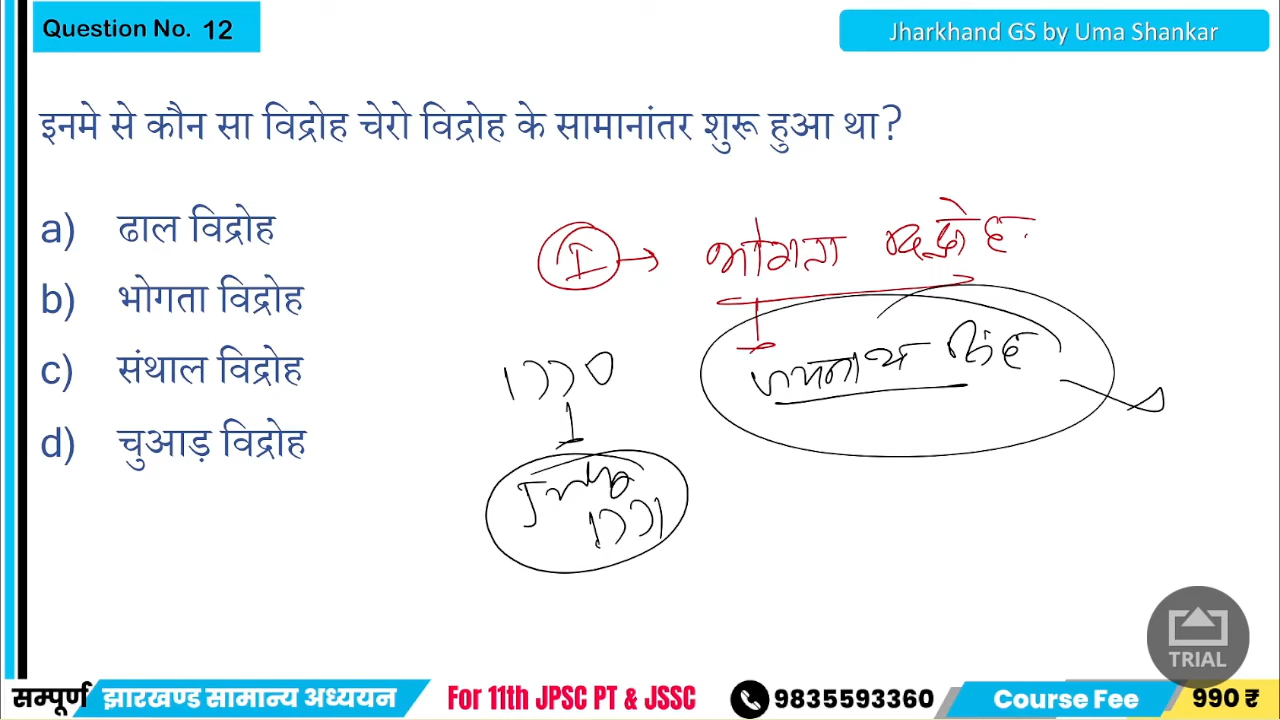 Question No. 12
Jharkhand GS by Uma Shankar
इनमे से कौन सा विद्रोह चेरो विद्रोह के सामानांतर शुरू हुआ था?
a) ढाल विद्रोह
b) भोगता विद्रोह
c) संथाल विद्रोह
d) चुआड़ विद्रोह
I → भोगता विद्रोह
जयनाथ सिंह
1770
1771
TRIAL
सम्पूर्ण झारखण्ड सामान्य अध्ययन For 11th JPSC PT & JSSC 9835593360 Course Fee 990 ₹